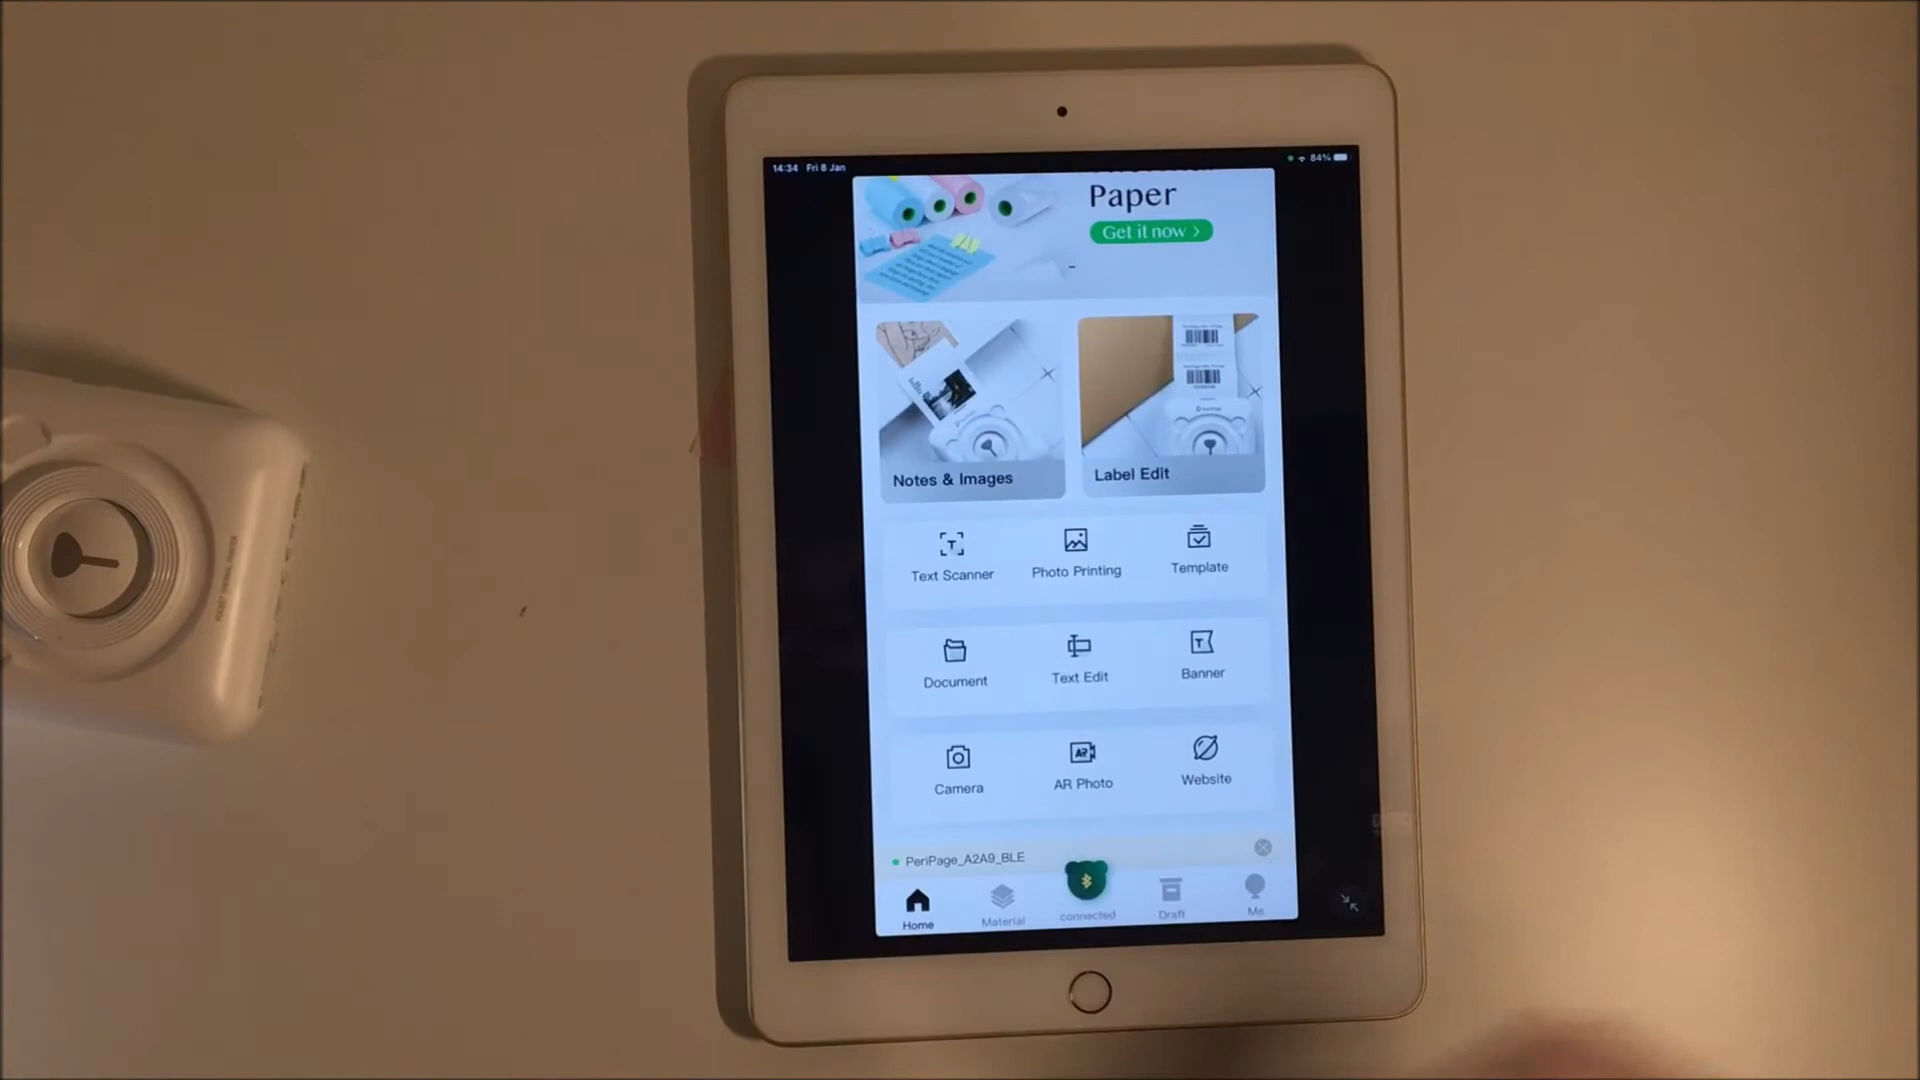 14:34 Fri 8 Jan
84%
Paper
Get it now >
Notes & Images
Label Edit
Text Scanner
Photo Printing
Template
Document
Text Edit
Banner
Camera
AR Photo
Website
PeriPage_A2A9_BLE
Home
Material
connected
Draft
Me